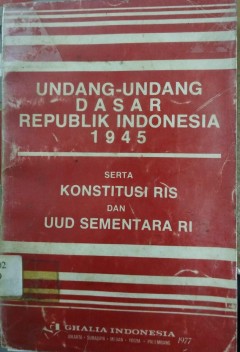 UNDANG-UNDANG
DASAR
REPUBLIK INDONESIA
1945
SERTA
KONSTITUSI RIS
DAN
UUD SEMENTARA RI
GHALIA INDONESIA
1977